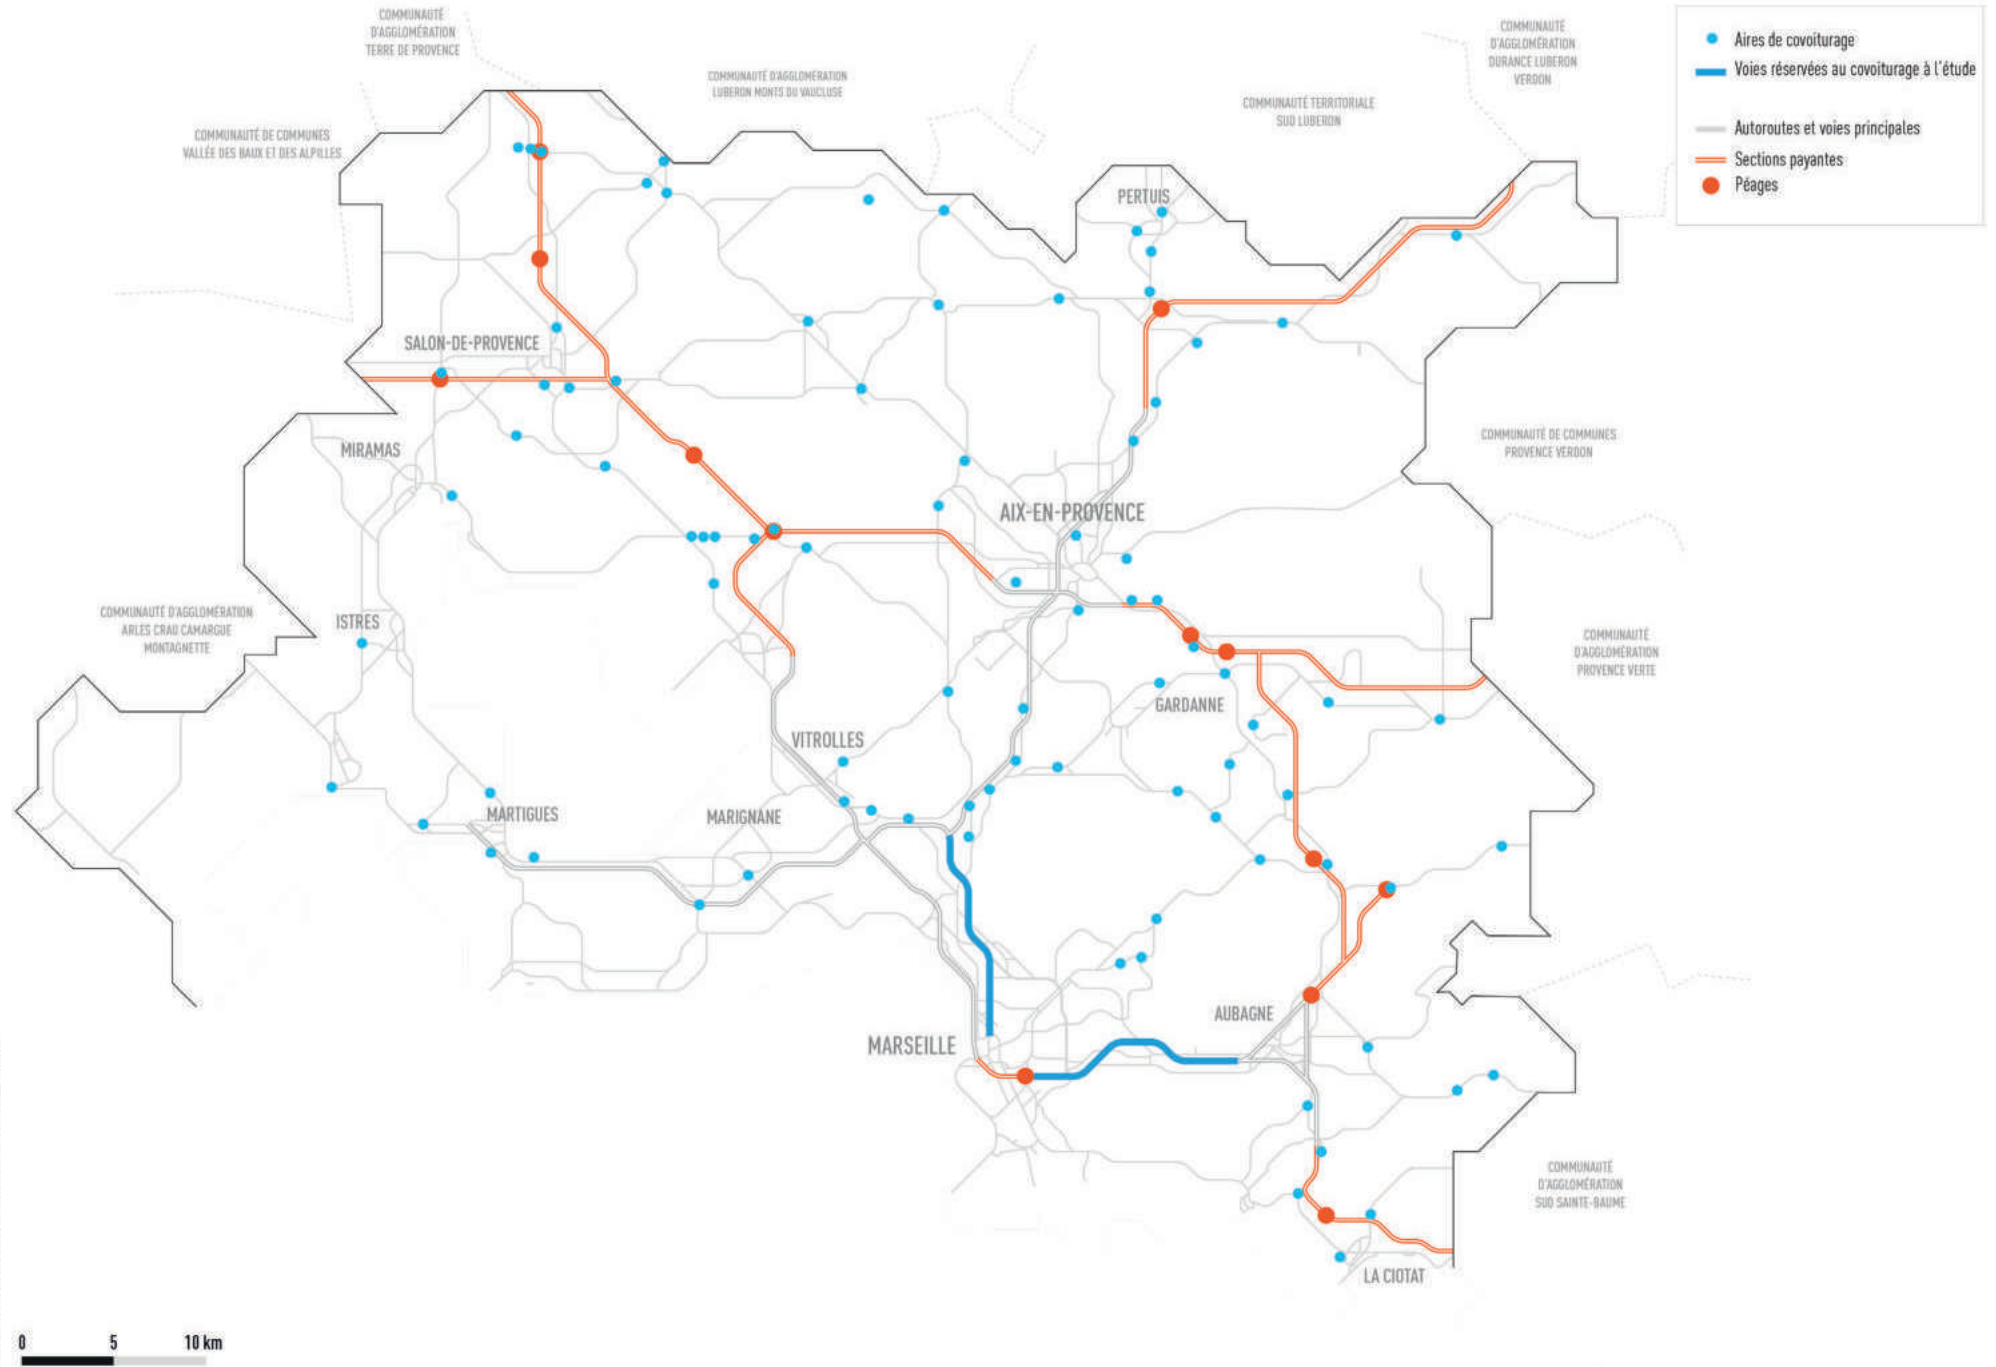 COMMUNAUTÉ
D'AGGLOMÉRATION
TERRE DE PROVENCE
COMMUNAUTÉ D'AGGLOMÉRATION
LUBERON MONTS DU VAUCLUSE
COMMUNAUTÉ DE COMMUNES
VALLÉE DES BAUX ET DES ALPILLES
COMMUNAUTÉ TERRITORIALE
SUD LUBERON
COMMUNAUTÉ
D'AGGLOMÉRATION
DURANCE LUBERON
VERDON
Aires de covoiturage
Voies réservées au covoiturage à l'étude
Autoroutes et voies principales
Sections payantes
Péages
PERTUIS
SALON-DE-PROVENCE
MIRAMAS
COMMUNAUTÉ DE COMMUNES
PROVENCE VERDON
AIX-EN-PROVENCE
COMMUNAUTÉ D'AGGLOMÉRATION
ARLES CRAU CAMARGUE
MONTAGNETTE
ISTRES
COMMUNAUTÉ
D'AGGLOMÉRATION
PROVENCE VERTE
GARDANNE
VITROLLES
MARTIGUES
MARIGNANE
AUBAGNE
MARSEILLE
COMMUNAUTÉ
D'AGGLOMÉRATION
SUD SAINTE-BAUME
LA CIOTAT
0 5 10 km